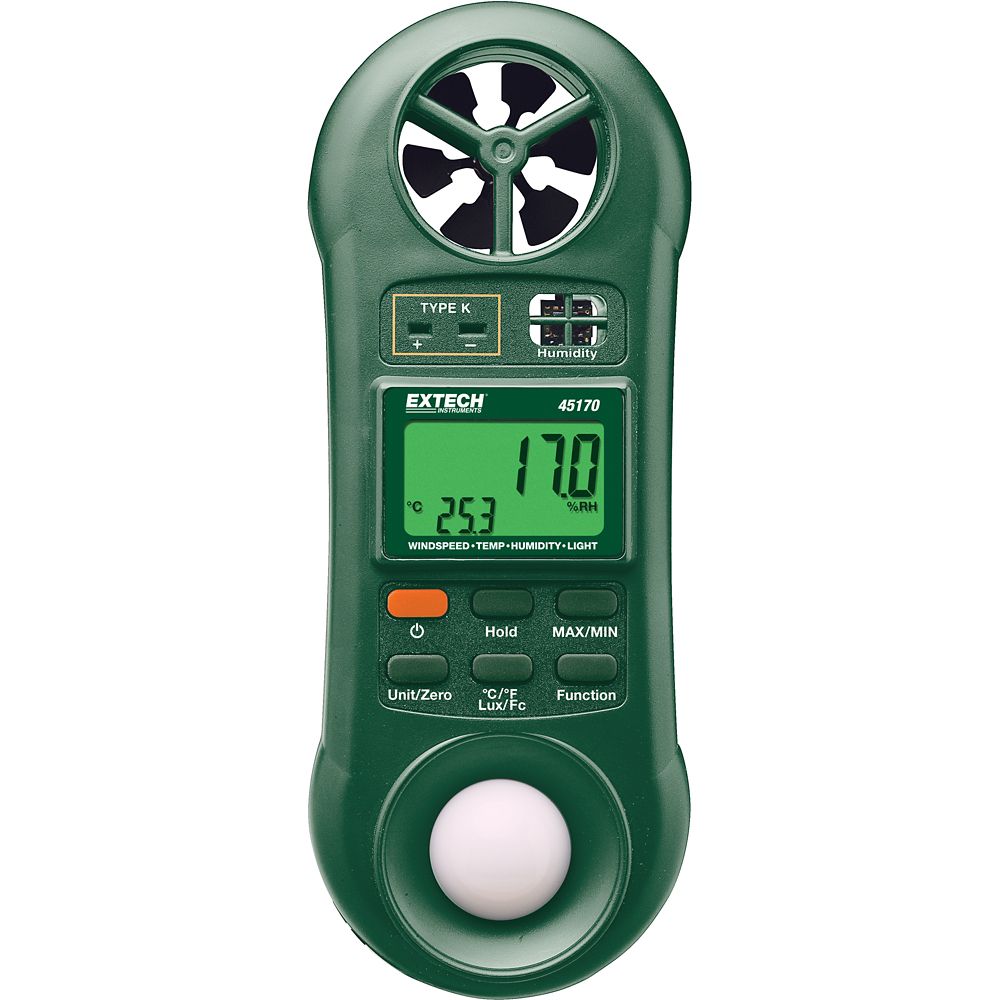 TYPE K
+ −
Humidity
EXTECH®
INSTRUMENTS
45170
17.0
%RH
°C 25.3
WINDSPEED•TEMP•HUMIDITY•LIGHT
Hold MAX/MIN
Unit/Zero °C/°F Function
Lux/Fc